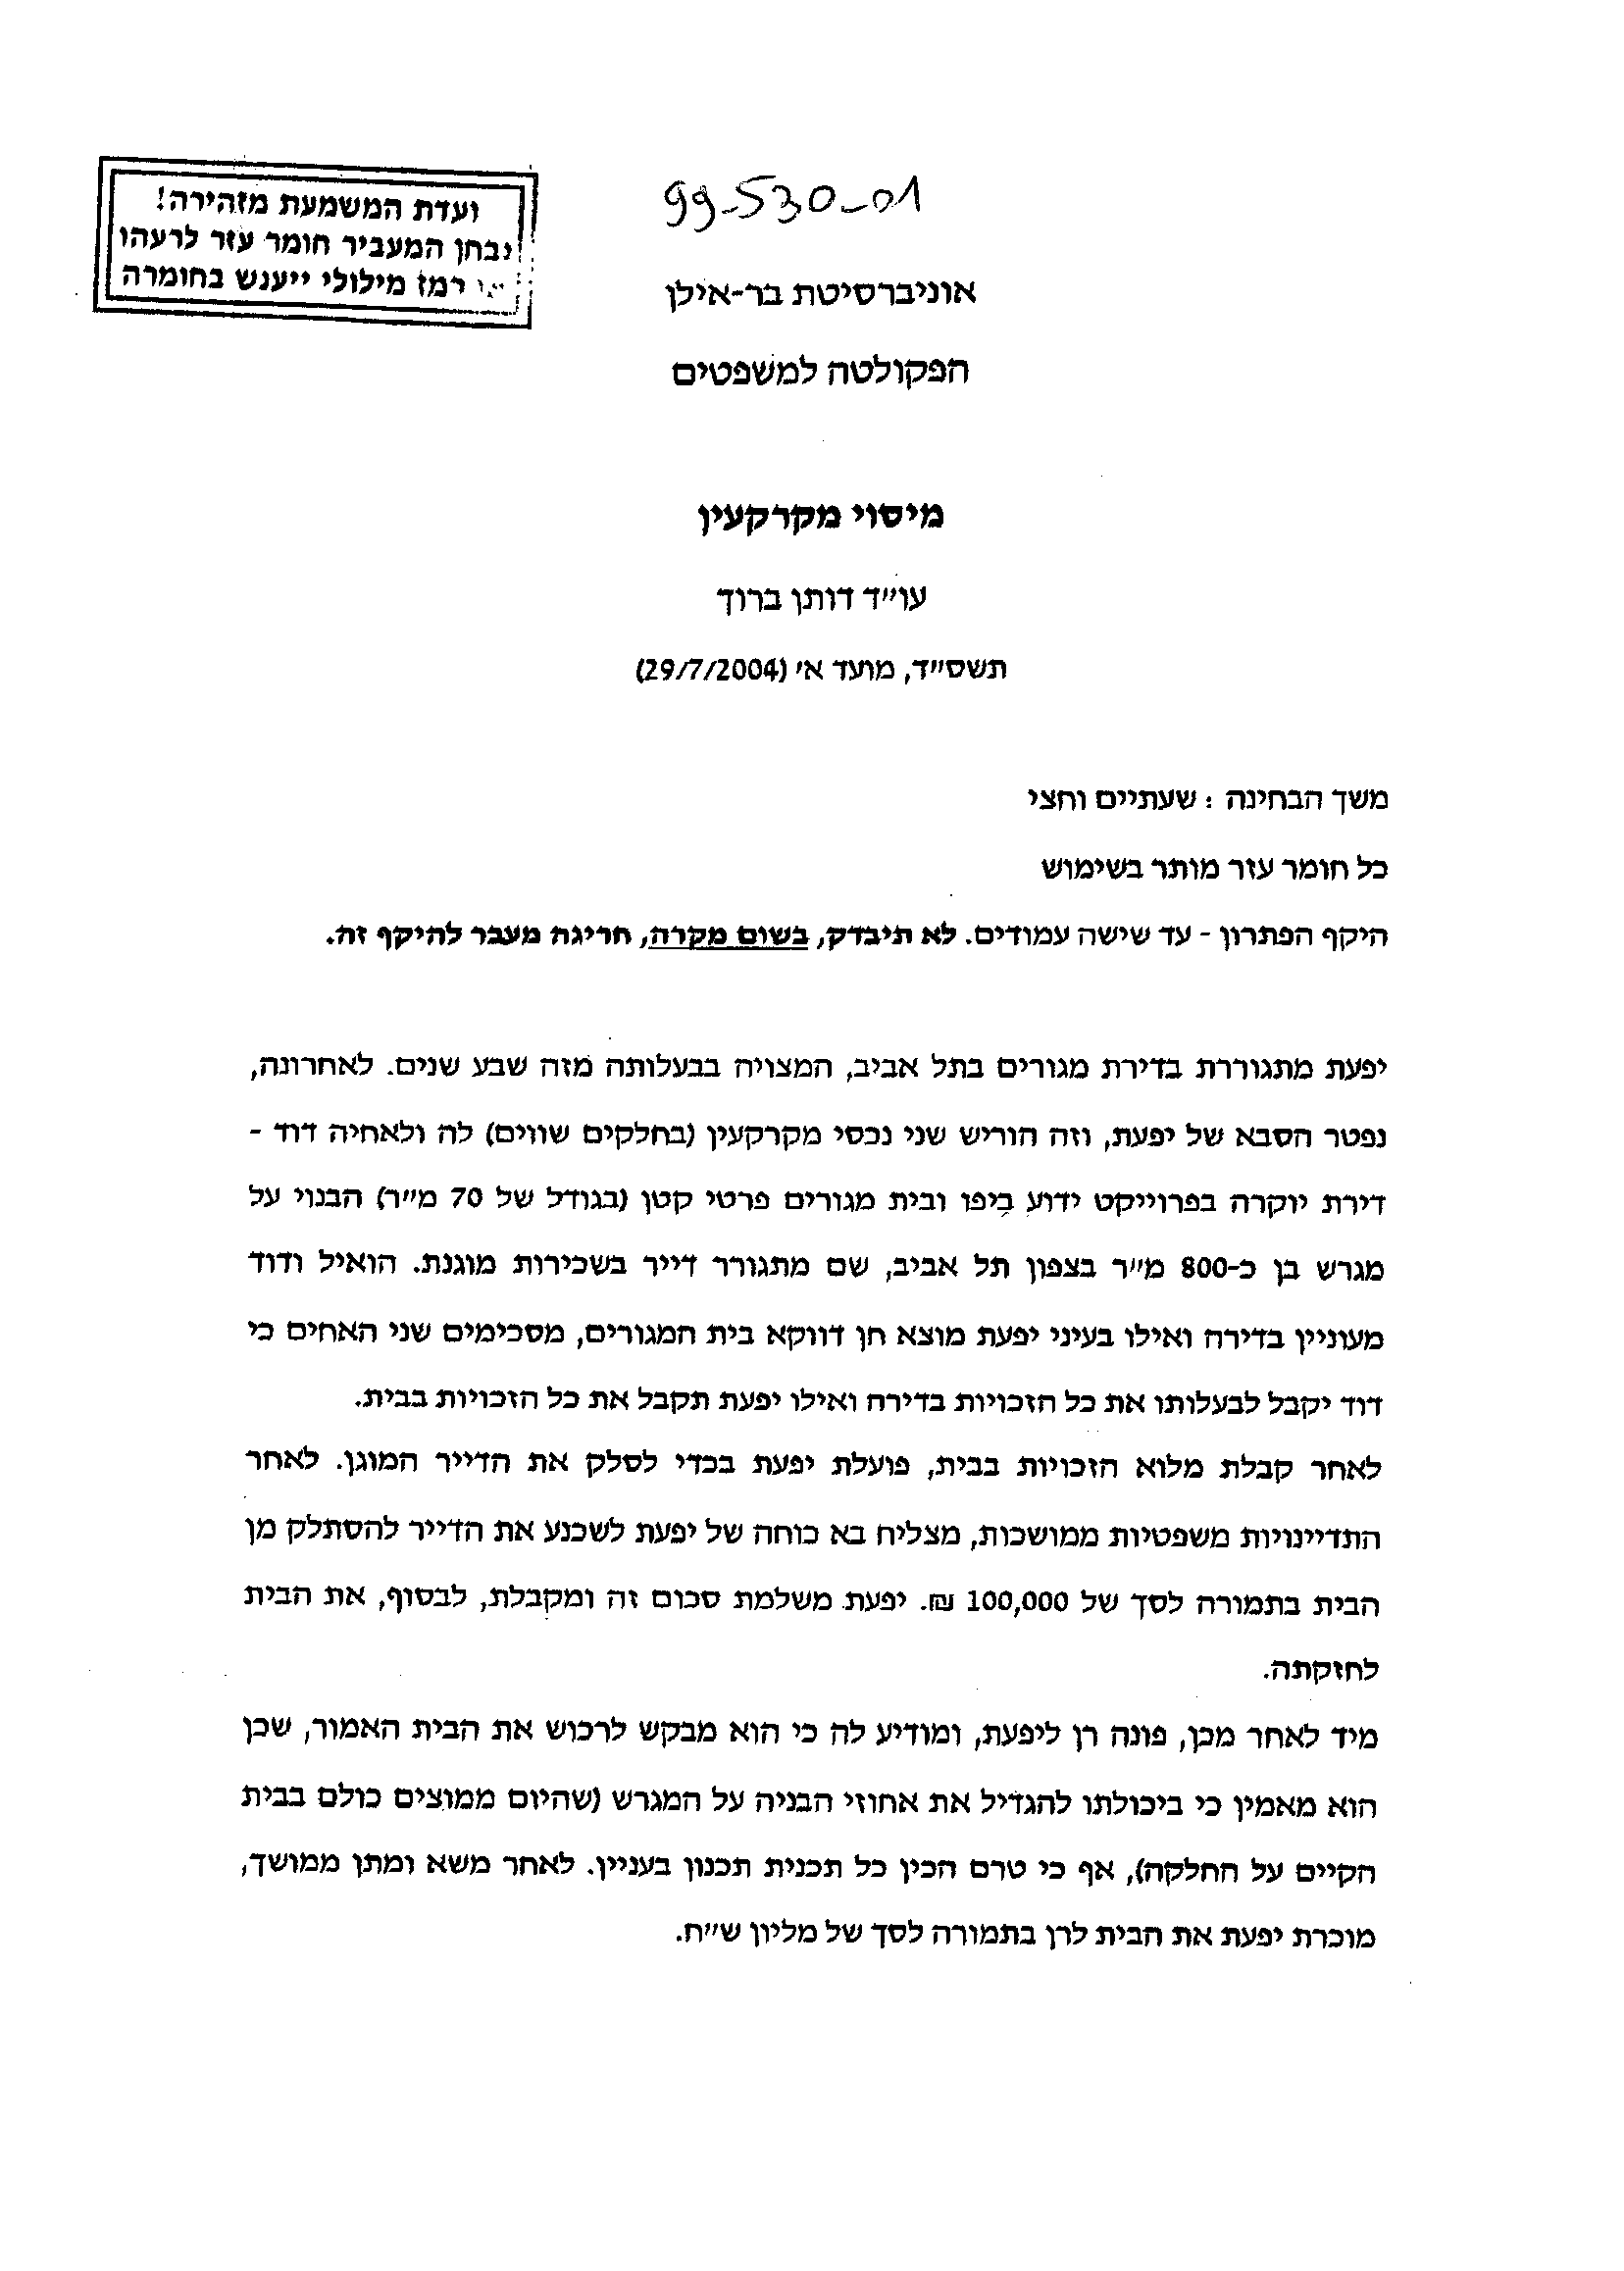 99-530-01
ועדת המשמעת מזהירה!
נבחן המעביר חומר עזר לרעהו
רמז מילולי ייענש בחומרה
אוניברסיטת בר-אילן
הפקולטה למשפטים
מיסוי מקרקעין
עו״ד דותן ברוך
תשס״ד, מועד א׳ (29/7/2004)
משך הבחינה : שעתיים וחצי
כל חומר עזר מותר בשימוש
היקף הפתרון - עד שישה עמודים. לא תיבדק, בשום מקרה, חריגה מעבר להיקף זה.
יפעת מתגוררת בדירת מגורים בתל אביב, המצויה בבעלותה מזה שבע שנים. לאחרונה,
נפטר הסבא של יפעת, וזה הוריש שני נכסי מקרקעין (בחלקים שווים) לה ולאחיה דוד -
דירת יוקרה בפרוייקט ידוע ביפו ובית מגורים פרטי קטן (בגודל של 70 מ״ר) הבנוי על
מגרש בן כ-800 מ״ר בצפון תל אביב, שם מתגורר דייר בשכירות מוגנת. הואיל ודוד
מעוניין בדירה ואילו בעיני יפעת מוצא חן דווקא בית המגורים, מסכימים שני האחים כי
דוד יקבל לבעלותו את כל הזכויות בדירה ואילו יפעת תקבל את כל הזכויות בבית.
לאחר קבלת מלוא הזכויות בבית, פועלת יפעת בכדי לסלק את הדייר המוגן. לאחר
התדיינויות משפטיות ממושכות, מצליח בא כוחה של יפעת לשכנע את הדייר להסתלק מן
הבית בתמורה לסך של 100,000 ₪. יפעת משלמת סכום זה ומקבלת, לבסוף, את הבית
לחזקתה.
מיד לאחר מכן, פונה רן ליפעת, ומודיע לה כי הוא מבקש לרכוש את הבית האמור, שכן
הוא מאמין כי ביכולתו להגדיל את אחוזי הבניה על המגרש (שהיום ממוצים כולם בבית
הקיים על החלקה), אף כי טרם הכין כל תכנית תכנון בעניין. לאחר משא ומתן ממושך,
מוכרת יפעת את הבית לרן בתמורה לסך של מליון ש״ח.